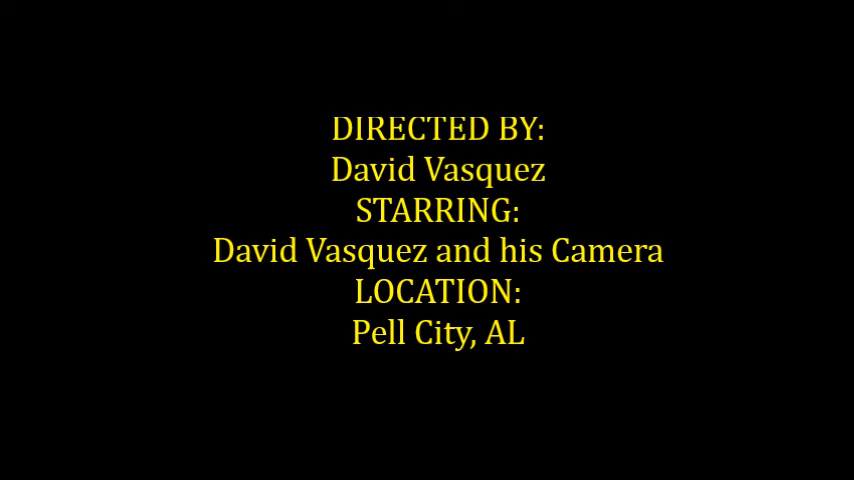 DIRECTED BY:
David Vasquez
STARRING:
David Vasquez and his Camera
LOCATION:
Pell City, AL